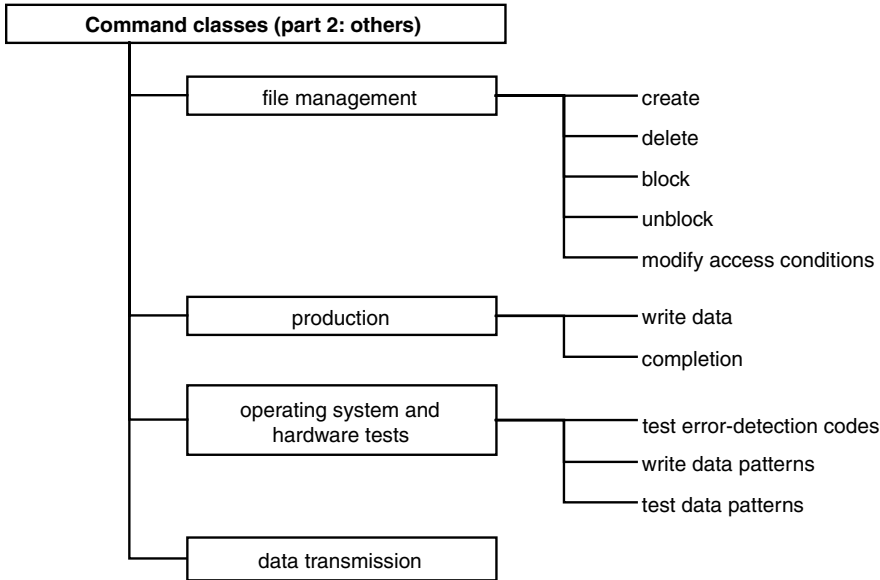 Command classes (part 2: others)
file management
create
delete
block
unblock
modify access conditions
production
write data
completion
operating system and
hardware tests
test error-detection codes
write data patterns
test data patterns
data transmission